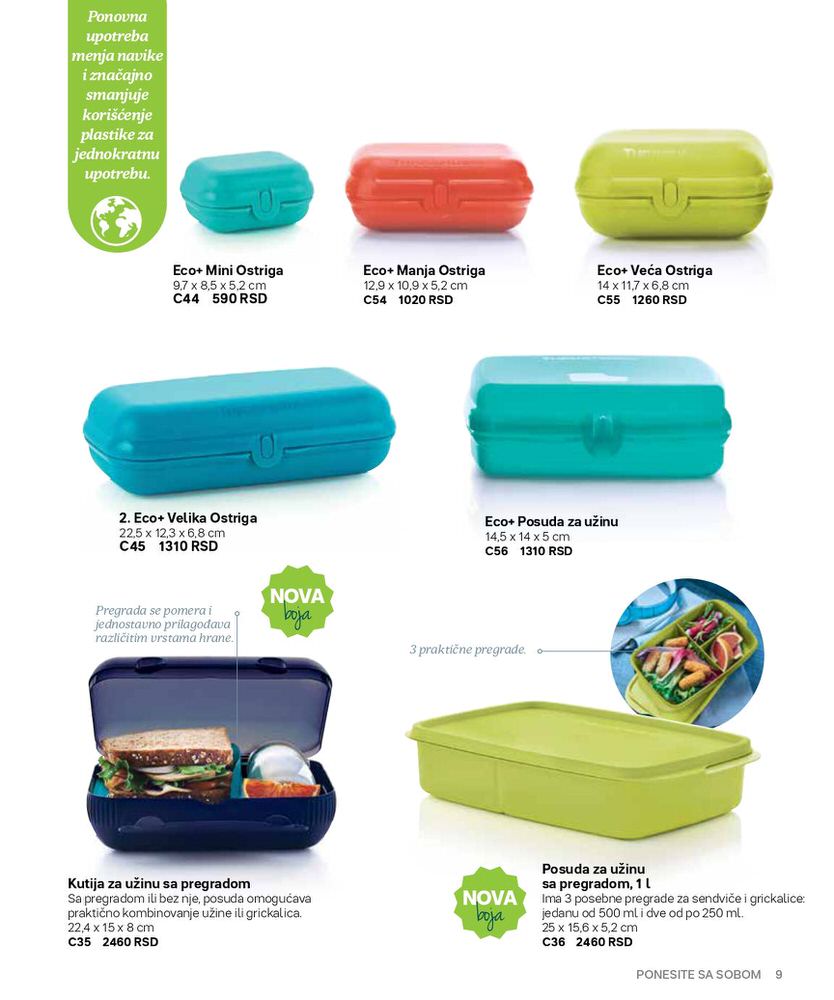 Ponovna
upotreba
menja navike
i značajno
smanjuje
korišćenje
plastike za
jednokratnu
upotrebu.
Eco+ Mini Ostriga
9,7 x 8,5 x 5,2 cm
C44 590 RSD
Eco+ Manja Ostriga
12,9 x 10,9 x 5,2 cm
C54 1020 RSD
Eco+ Veća Ostriga
14 x 11,7 x 6,8 cm
C55 1260 RSD
2. Eco+ Velika Ostriga
22,5 x 12,3 x 6,8 cm
C45 1310 RSD
Eco+ Posuda za užinu
14,5 x 14 x 5 cm
C56 1310 RSD
Pregrada se pomera i
jednostavno prilagođava
različitim vrstama hrane.
NOVA
boja
3 praktične pregrade.
Kutija za užinu sa pregradom
Sa pregradom ili bez nje, posuda omogućava
praktično kombinovanje užine ili grickalica.
22,4 x 15 x 8 cm
C35 2460 RSD
NOVA
boja
Posuda za užinu
sa pregradom, 1 l
Ima 3 posebne pregrade za sendviče i grickalice:
jedanu od 500 ml i dve od po 250 ml.
25 x 15,6 x 5,2 cm
C36 2460 RSD
PONESITE SA SOBOM 9